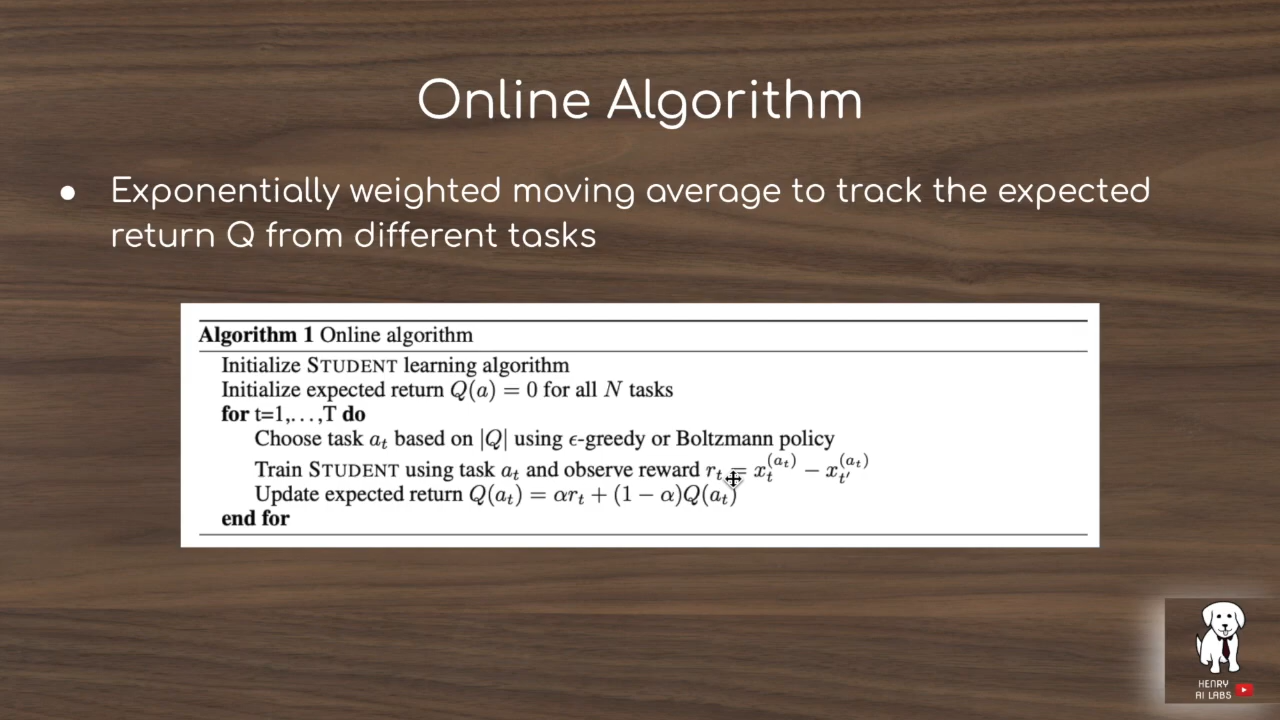 Online Algorithm
● Exponentially weighted moving average to track the expected
return Q from different tasks
Algorithm 1 Online algorithm
Initialize STUDENT learning algorithm
Initialize expected return Q(a) = 0 for all N tasks
for t=1,...,T do
Choose task a_t based on |Q| using ϵ-greedy or Boltzmann policy
Train STUDENT using task a_t and observe reward r_t = x_t^{(a_t)} − x_{t'}^{(a_t)}
Update expected return Q(a_t) = αr_t + (1 − α)Q(a_t)
end for
HENRY
AI LABS